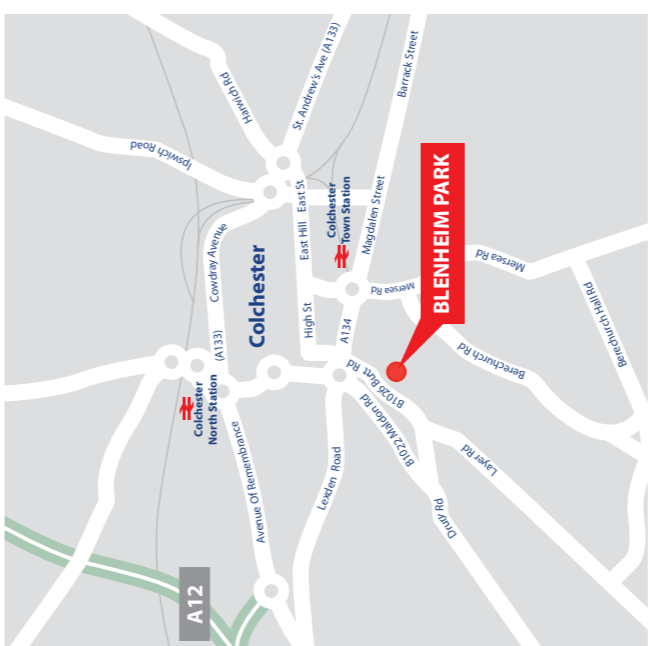 A12
Colchester
North Station
Avenue Of Remembrance
(A133)
Cowdray Avenue
Ipswich Road
Harwich Rd
St. Andrew's Ave (A133)
Colchester
Lexden Road
High St
East Hill
East St
Colchester
Town Station
A134
Magdalen Street
Barrack Street
B1022 Maldon Rd
B1026 Butt Rd
Mersea Rd
BLENHEIM PARK
Drury Rd
Layer Rd
Berechurch Rd
Mersea Rd
Berechurch Hall Rd